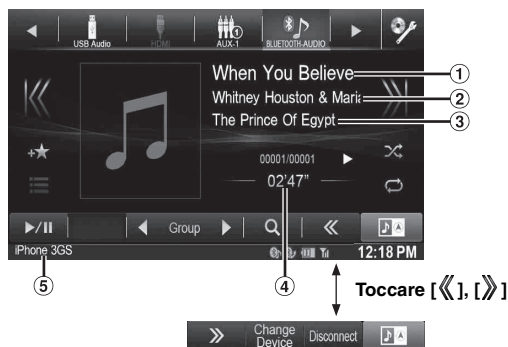 USB Audio HDMI AUX-1 BLUETOOTH-AUDIO
When You Believe 1
Whitney Houston & Maria 2
The Prince Of Egypt 3
00001/00001
02'47"
Group
iPhone 3GS 12:18 PM
5 4
Toccare [《], [》]
Change Device Disconnect